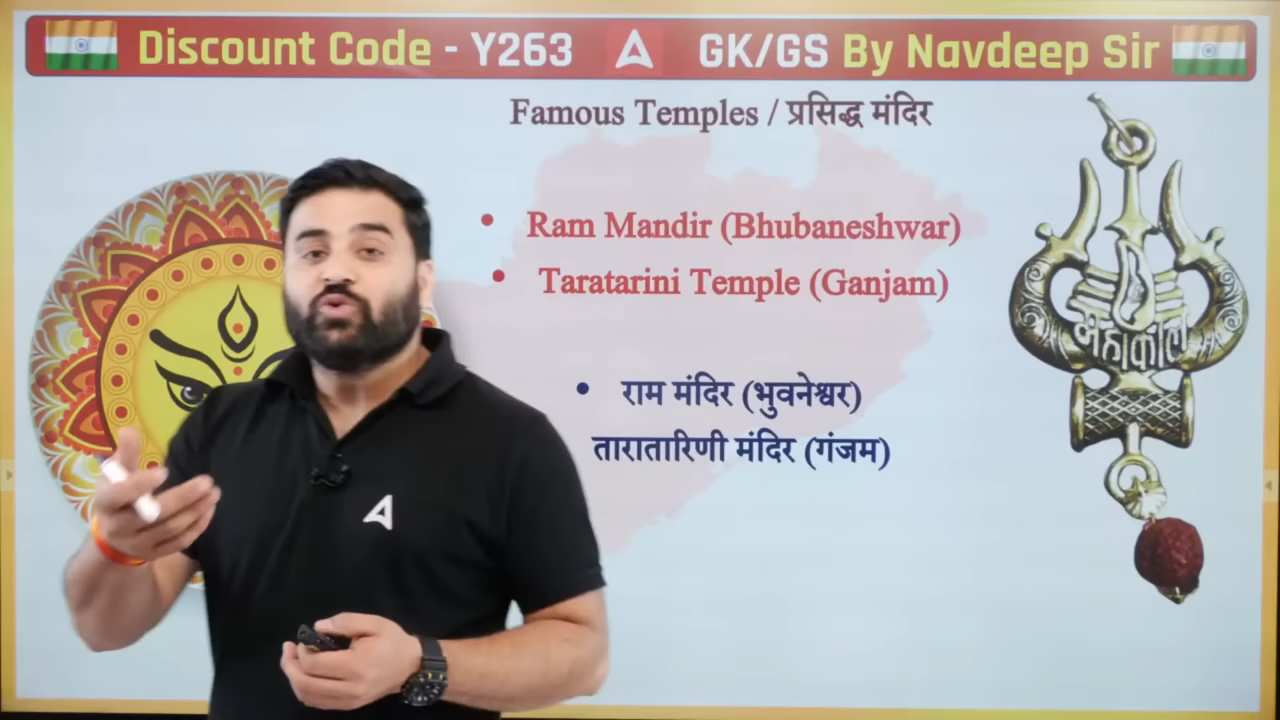 Discount Code - Y263 GK/GS By Navdeep Sir
Famous Temples / प्रसिद्ध मंदिर
• Ram Mandir (Bhubaneshwar)
• Taratarini Temple (Ganjam)
• राम मंदिर (भुवनेश्वर)
तारातारिणी मंदिर (गंजम)
महाकाल